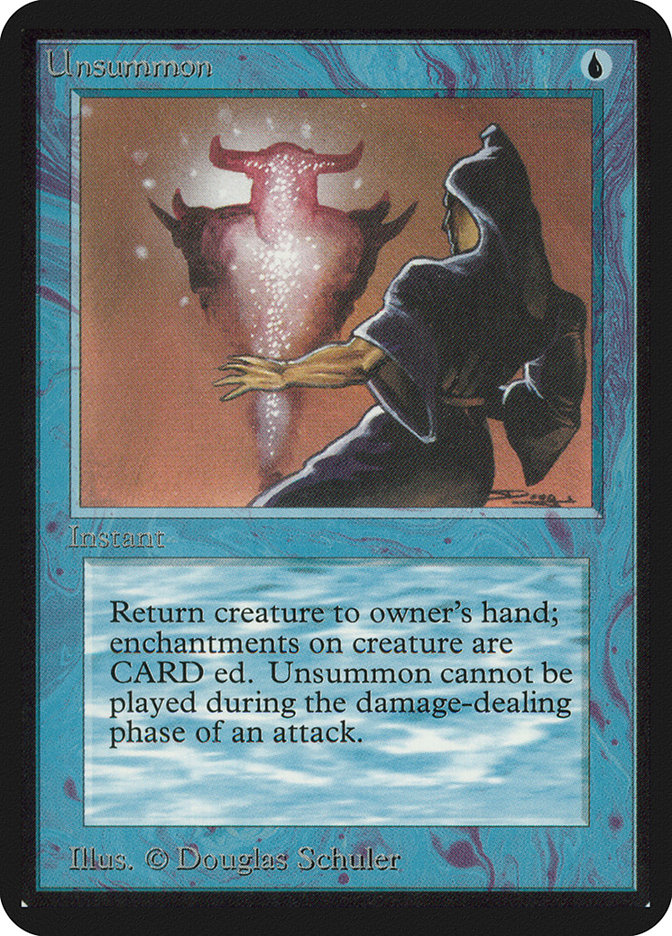 Unsummon
Instant
Return creature to owner's hand;
enchantments on creature are
CARD ed. Unsummon cannot be
played during the damage-dealing
phase of an attack.
Illus. © Douglas Schuler